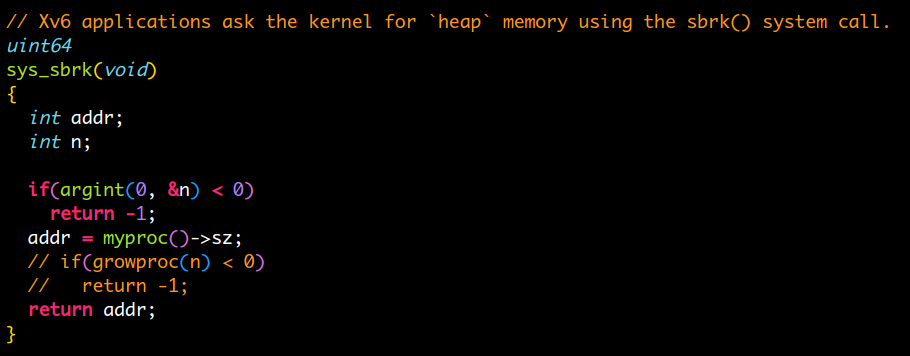 // Xv6 applications ask the kernel for `heap` memory using the sbrk() system call.
uint64
sys_sbrk(void)
{
  int addr;
  int n;

  if(argint(0, &n) < 0)
    return -1;
  addr = myproc()->sz;
  // if(growproc(n) < 0)
  //   return -1;
  return addr;
}